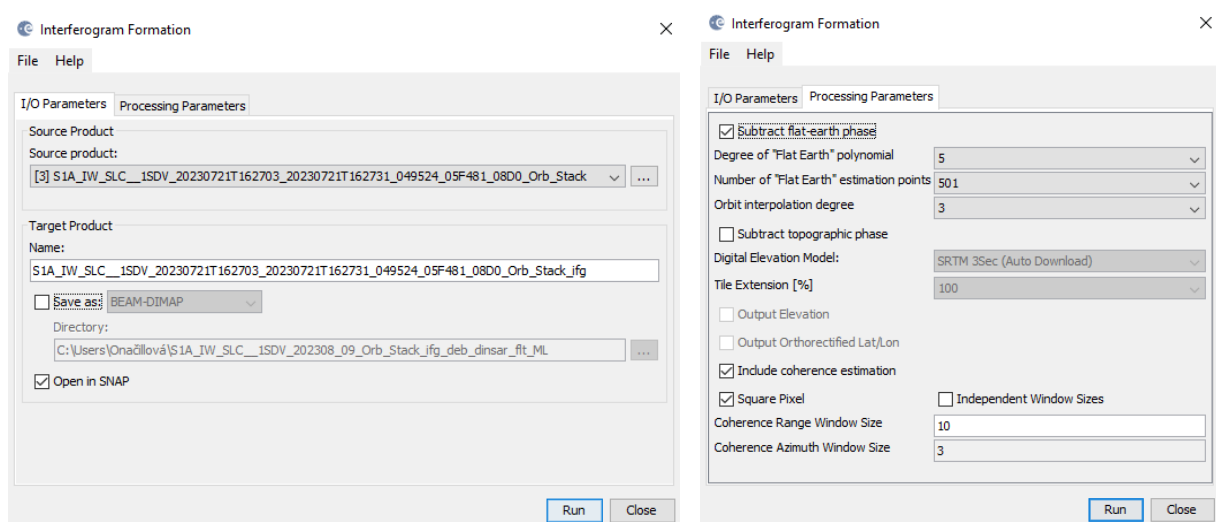 Interferogram Formation
File Help
I/O Parameters Processing Parameters
Source Product
Source product:
[3] S1A_IW_SLC__1SDV_20230721T162703_20230721T162731_049524_05F481_08D0_Orb_Stack ...
Target Product
Name:
S1A_IW_SLC__1SDV_20230721T162703_20230721T162731_049524_05F481_08D0_Orb_Stack_ifg
Save as: BEAM-DIMAP
Directory:
C:\Users\Onačillová\S1A_IW_SLC__1SDV_202308_09_Orb_Stack_ifg_deb_dinsar_flt_ML ...
Open in SNAP
Run Close
Interferogram Formation
File Help
I/O Parameters Processing Parameters
Subtract flat-earth phase
Degree of "Flat Earth" polynomial 5
Number of "Flat Earth" estimation points 501
Orbit interpolation degree 3
Subtract topographic phase
Digital Elevation Model: SRTM 3Sec (Auto Download)
Tile Extension [%] 100
Output Elevation
Output Orthorectified Lat/Lon
Include coherence estimation
Square Pixel Independent Window Sizes
Coherence Range Window Size 10
Coherence Azimuth Window Size 3
Run Close